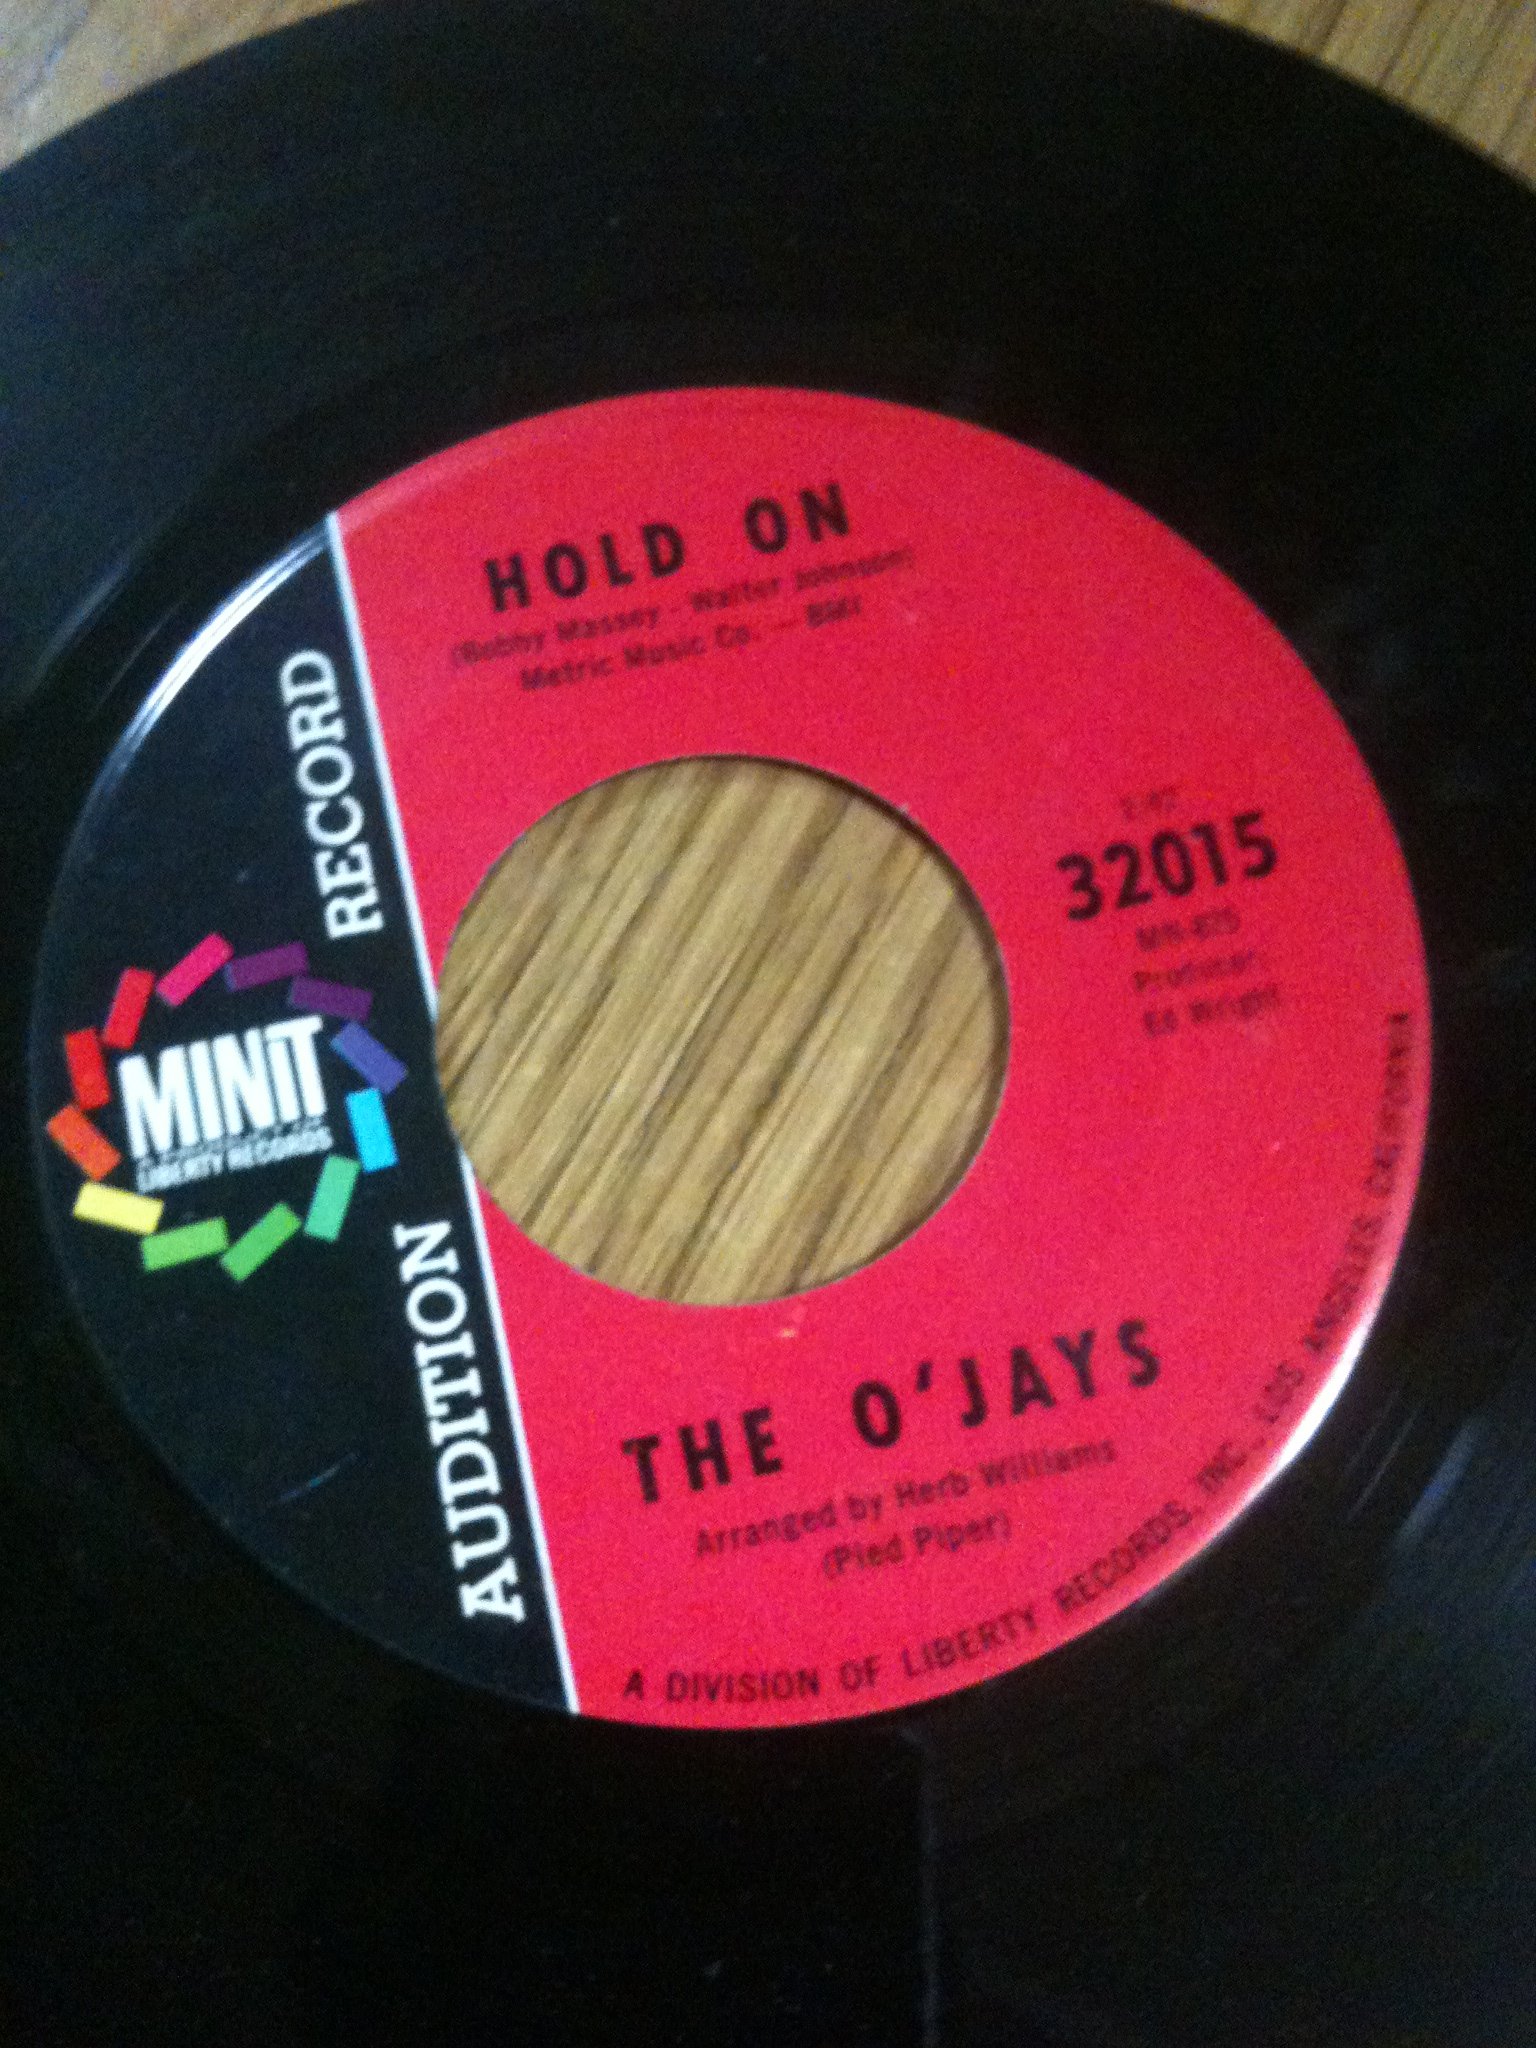 HOLD ON
(Bobby Massey - Walter Johnson)
Metric Music Co. — BMI
RECORD
MINIT
LIBERTY RECORDS
AUDITION
32015
Producer:
Ed Wright
THE O'JAYS
Arranged by Herb Williams
(Pied Piper)
A DIVISION OF LIBERTY RECORDS, INC., LOS ANGELES CALIFORNIA